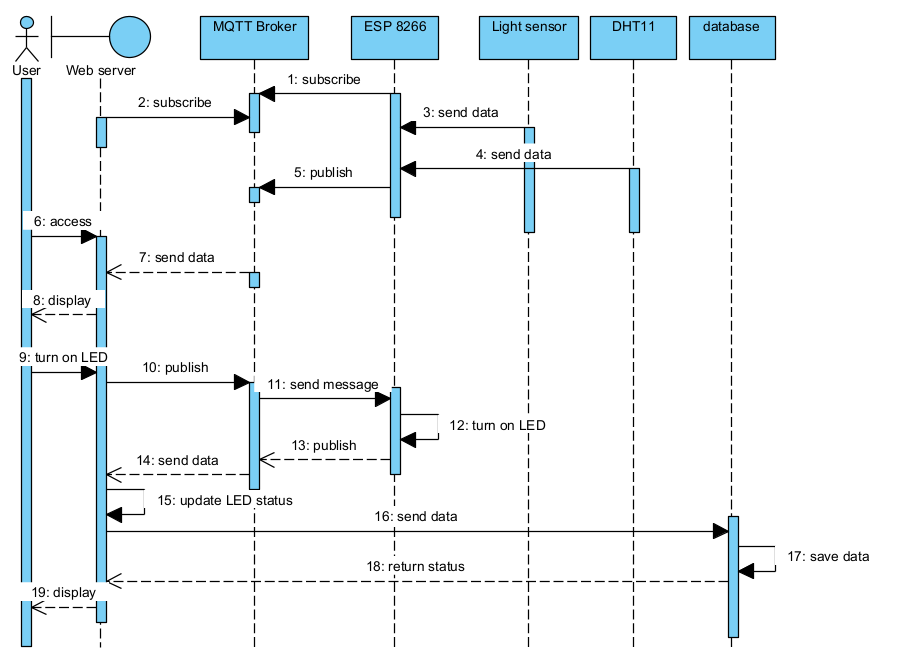 MQTT Broker
ESP 8266
Light sensor
DHT11
database
User
Web server
1: subscribe
2: subscribe
3: send data
4: send data
5: publish
6: access
7: send data
8: display
9: turn on LED
10: publish
11: send message
12: turn on LED
13: publish
14: send data
15: update LED status
16: send data
17: save data
18: return status
19: display